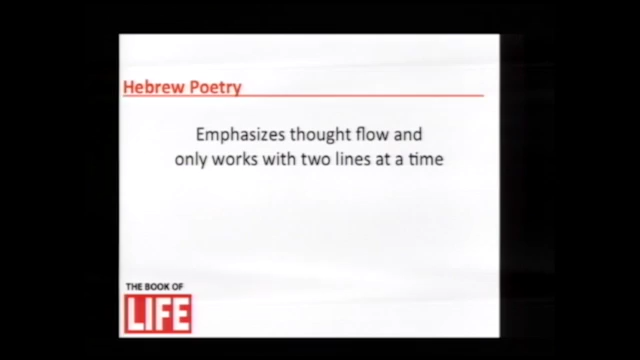 Hebrew Poetry
Emphasizes thought flow and
only works with two lines at a time
THE BOOK OF
LIFE